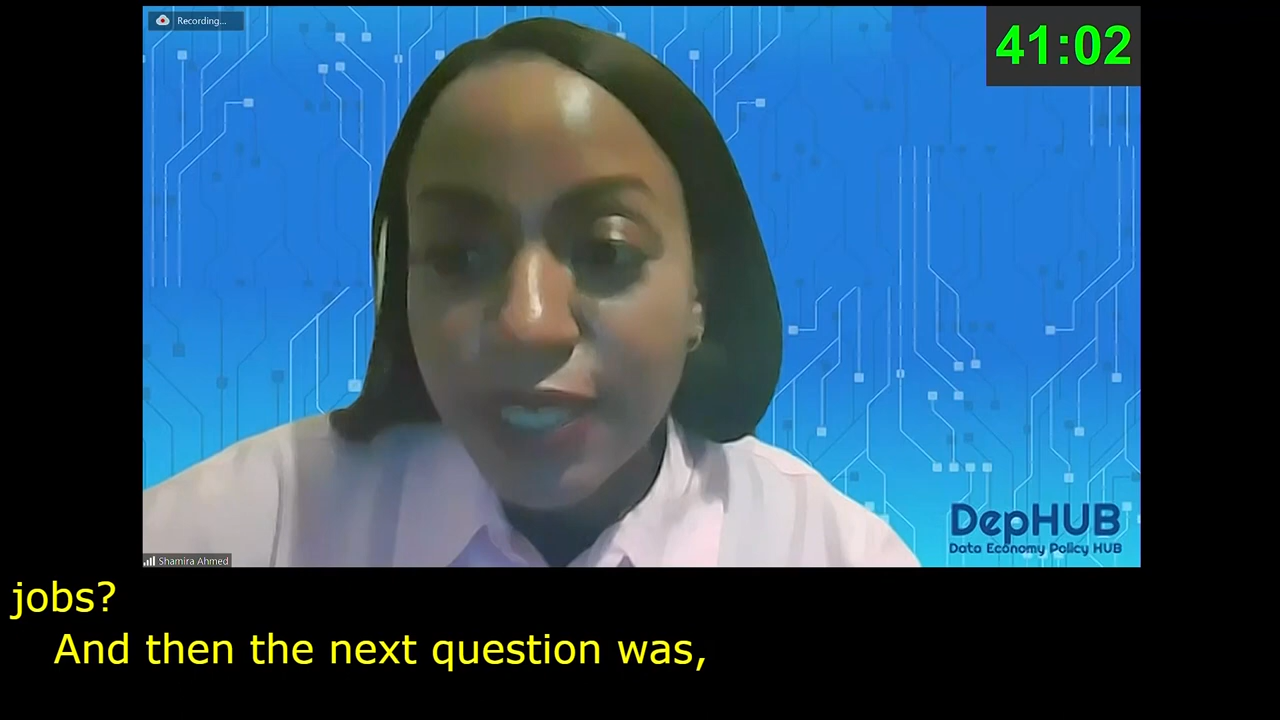 Recording...
41:02
DepHUB
Data Economy Policy HUB
Shamira Ahmed
jobs?
And then the next question was,